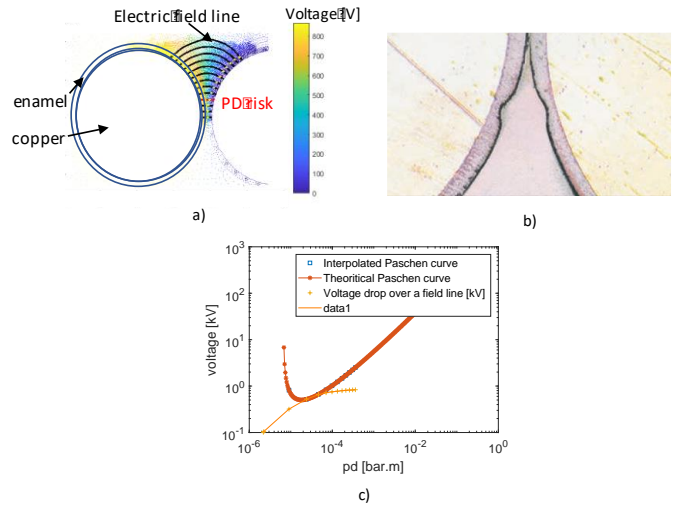 Electric field line
Voltage [V]
enamel
copper
PD risk
800
700
600
500
400
300
200
100
0
a)
b)
10^3
10^2
10^1
10^0
10^-1
voltage [kV]
Interpolated Paschen curve
Theoritical Paschen curve
Voltage drop over a field line [kV]
data1
10^-6
10^-4
10^-2
10^0
pd [bar.m]
c)